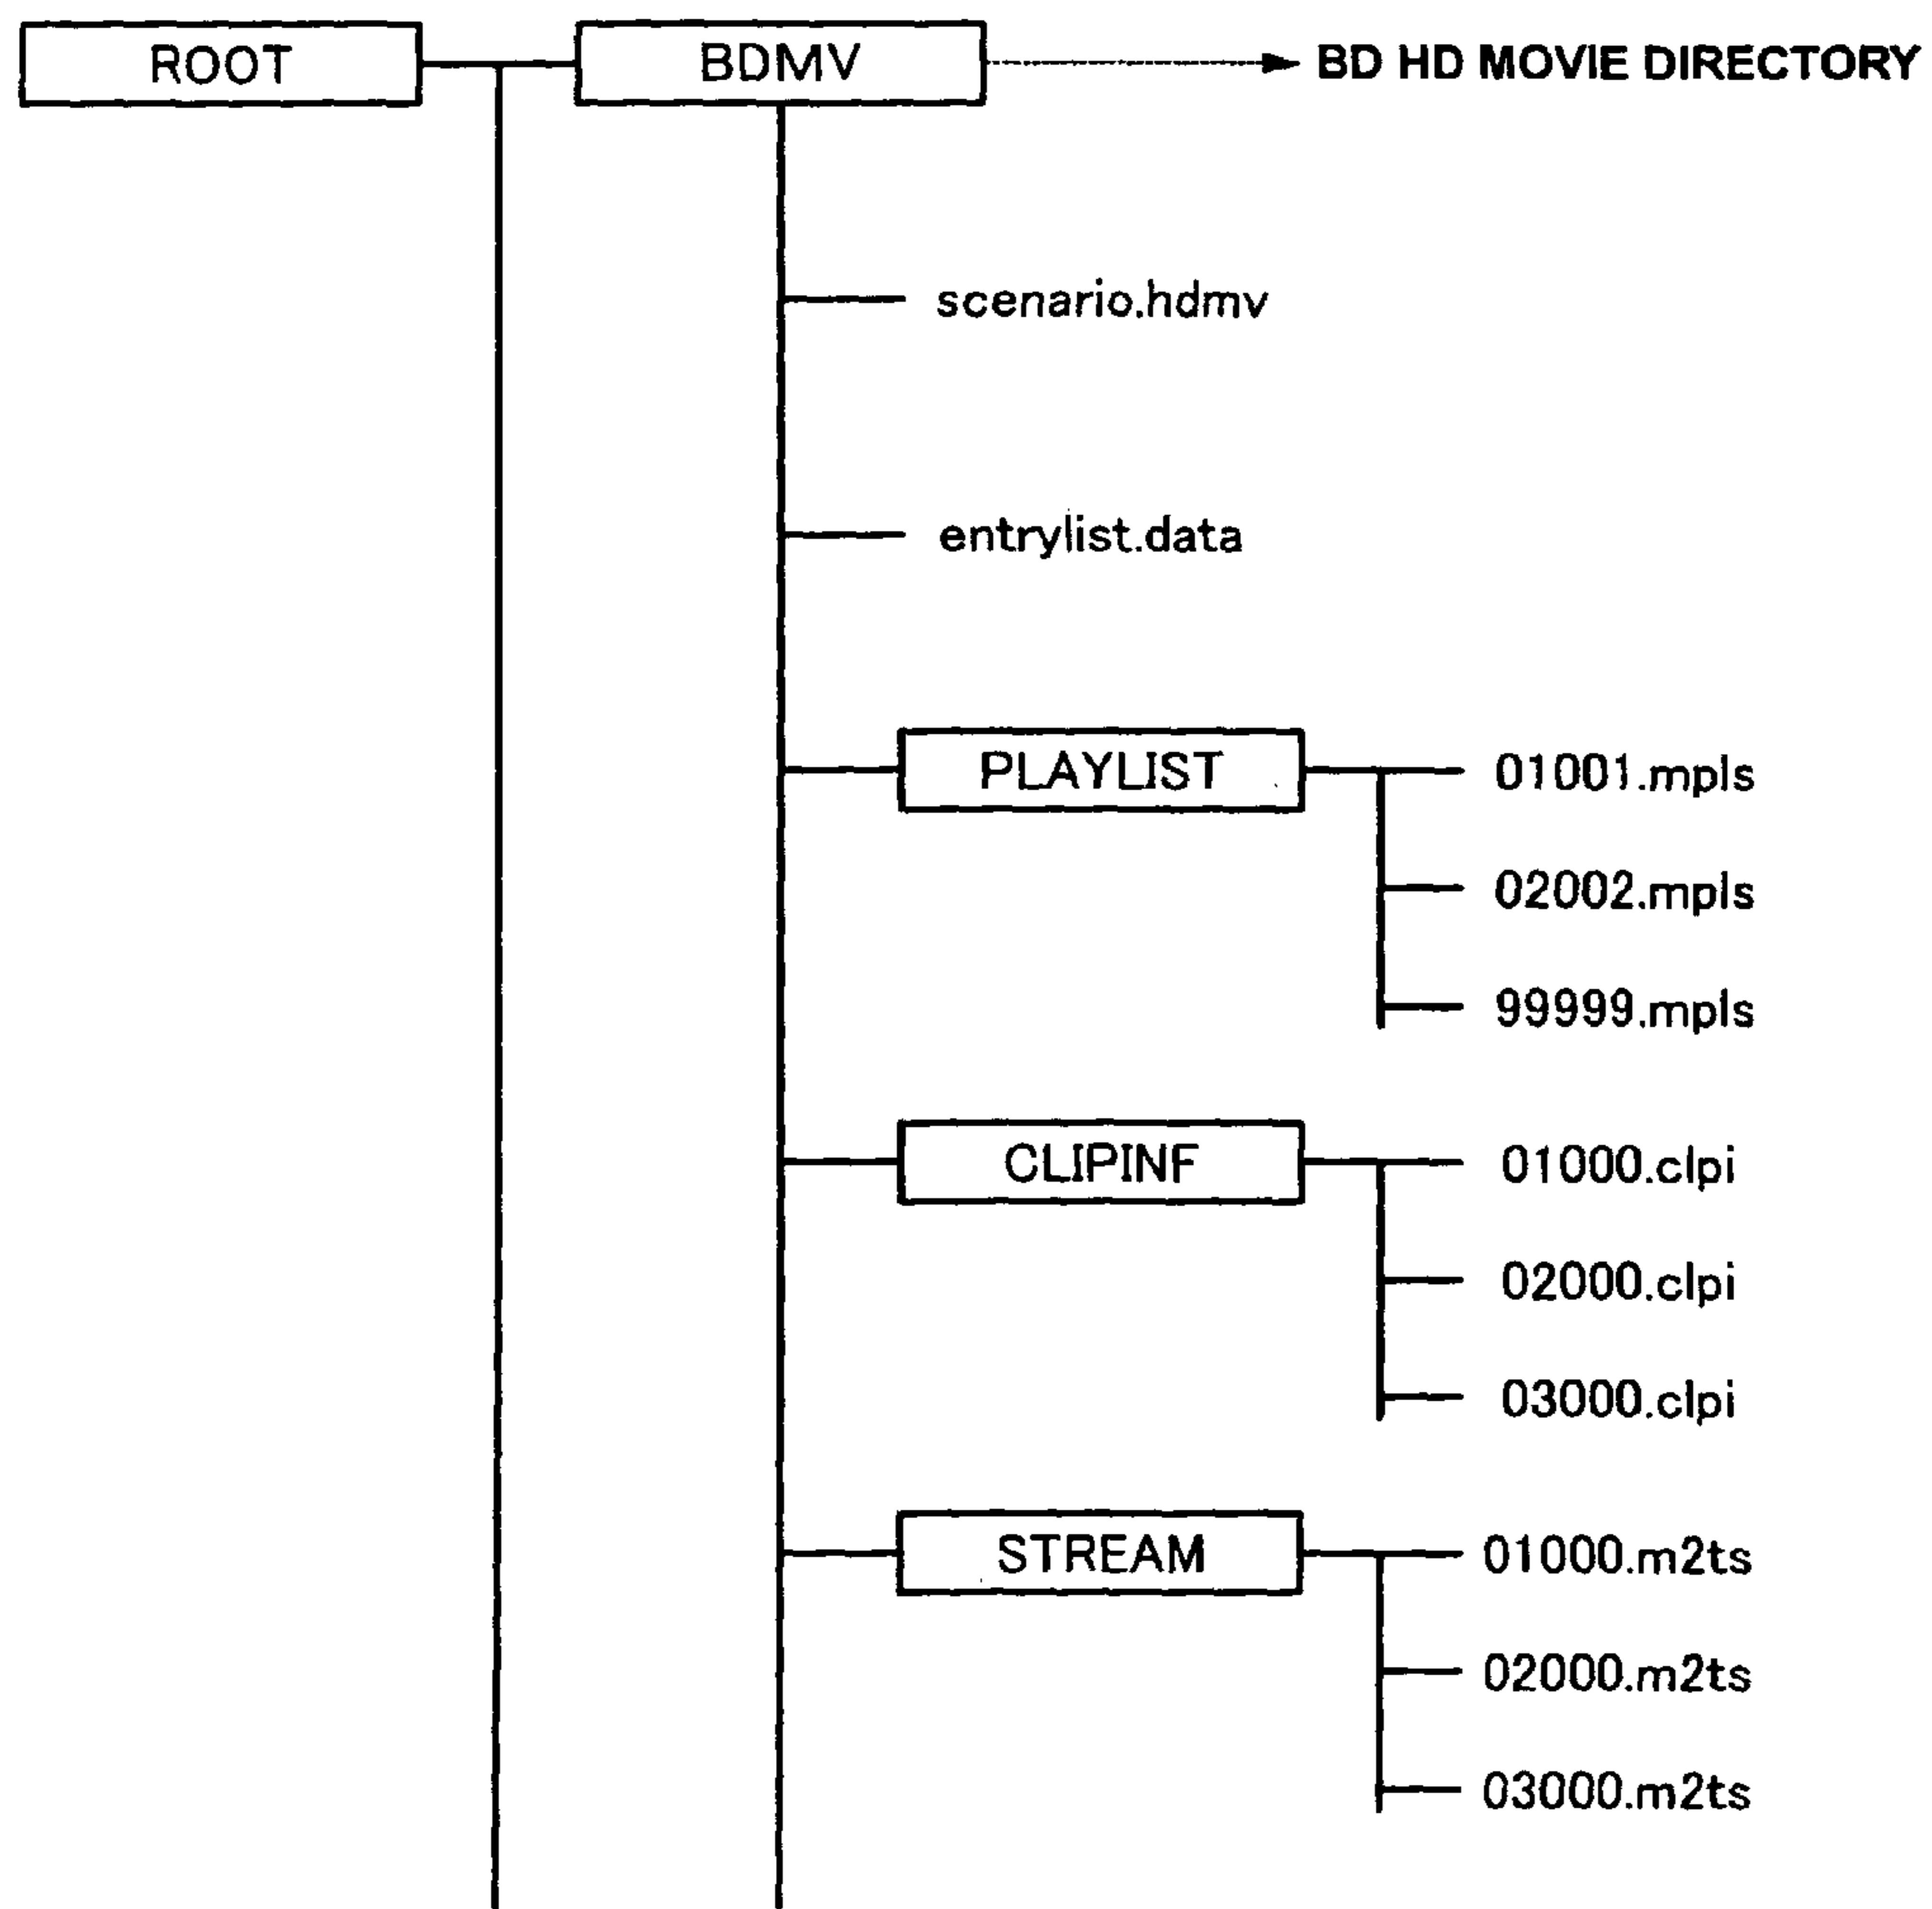 ROOT
BDMV
BD HD MOVIE DIRECTORY
scenario.hdmv
entrylist.data
PLAYLIST
01001.mpls
02002.mpls
99999.mpls
CLIPINF
01000.clpi
02000.clpi
03000.clpi
STREAM
01000.m2ts
02000.m2ts
03000.m2ts